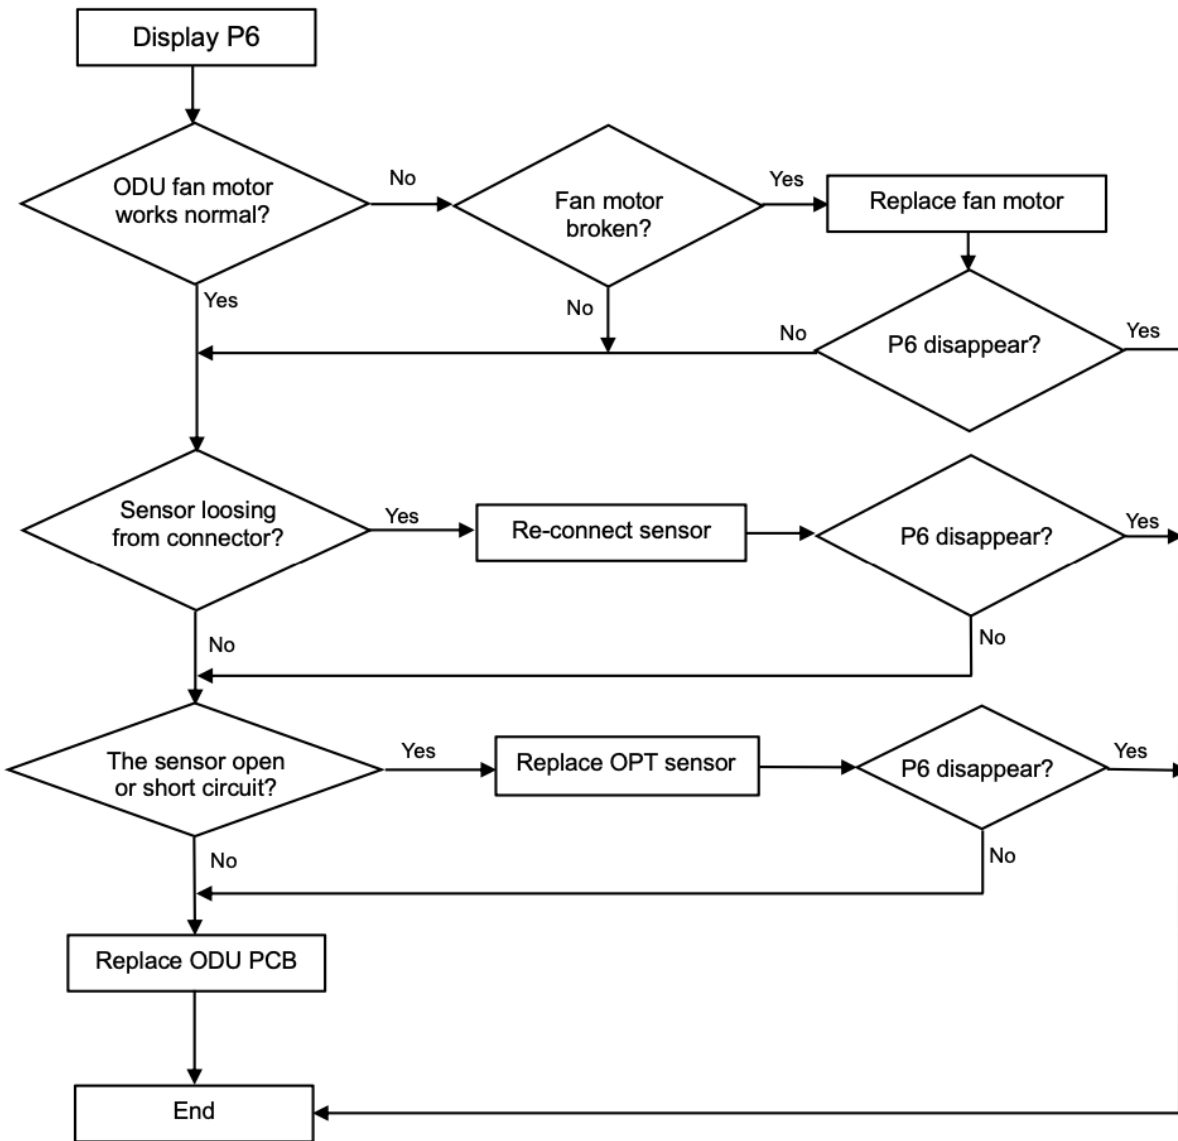 Display P6
ODU fan motor
works normal?
No
Fan motor
broken?
Yes
Replace fan motor
Yes
No
No
P6 disappear?
Yes
Sensor loosing
from connector?
Yes
Re-connect sensor
P6 disappear?
Yes
No
No
The sensor open
or short circuit?
Yes
Replace OPT sensor
P6 disappear?
Yes
No
No
Replace ODU PCB
End